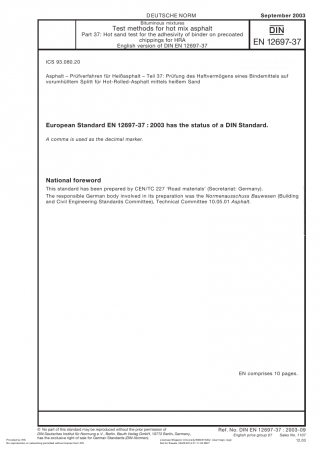 DEUTSCHE NORM
September 2003
Bituminous mixtures
Test methods for hot mix asphalt
Part 37: Hot sand test for the adhesivity of binder on precoated
chippings for HRA
English version of DIN EN 12697-37
DIN
EN 12697-37
ICS 93.080.20
Asphalt – Prüfverfahren für Heißasphalt – Teil 37: Prüfung des Haftvermögens eines Bindemittels auf
vorumhülltem Splitt für Hot-Rolled-Asphalt mittels heißem Sand
European Standard EN 12697-37 : 2003 has the status of a DIN Standard.
A comma is used as the decimal marker.
National foreword
This standard has been prepared by CEN/TC 227 'Road materials' (Secretariat: Germany).
The responsible German body involved in its preparation was the Normenausschuss Bauwesen (Building
and Civil Engineering Standards Committee), Technical Committee 10.05.01 Asphalt.
EN comprises 10 pages.
© No part of this standard may be reproduced without the prior permission of
DIN Deutsches Institut für Normung e.V., Berlin. Beuth Verlag GmbH, 10772 Berlin, Germany,
has the exclusive right of sale for German Standards (DIN-Normen).
Ref. No. DIN EN 12697-37 : 2003-09
English price group 07 Sales No. 1107
12.03